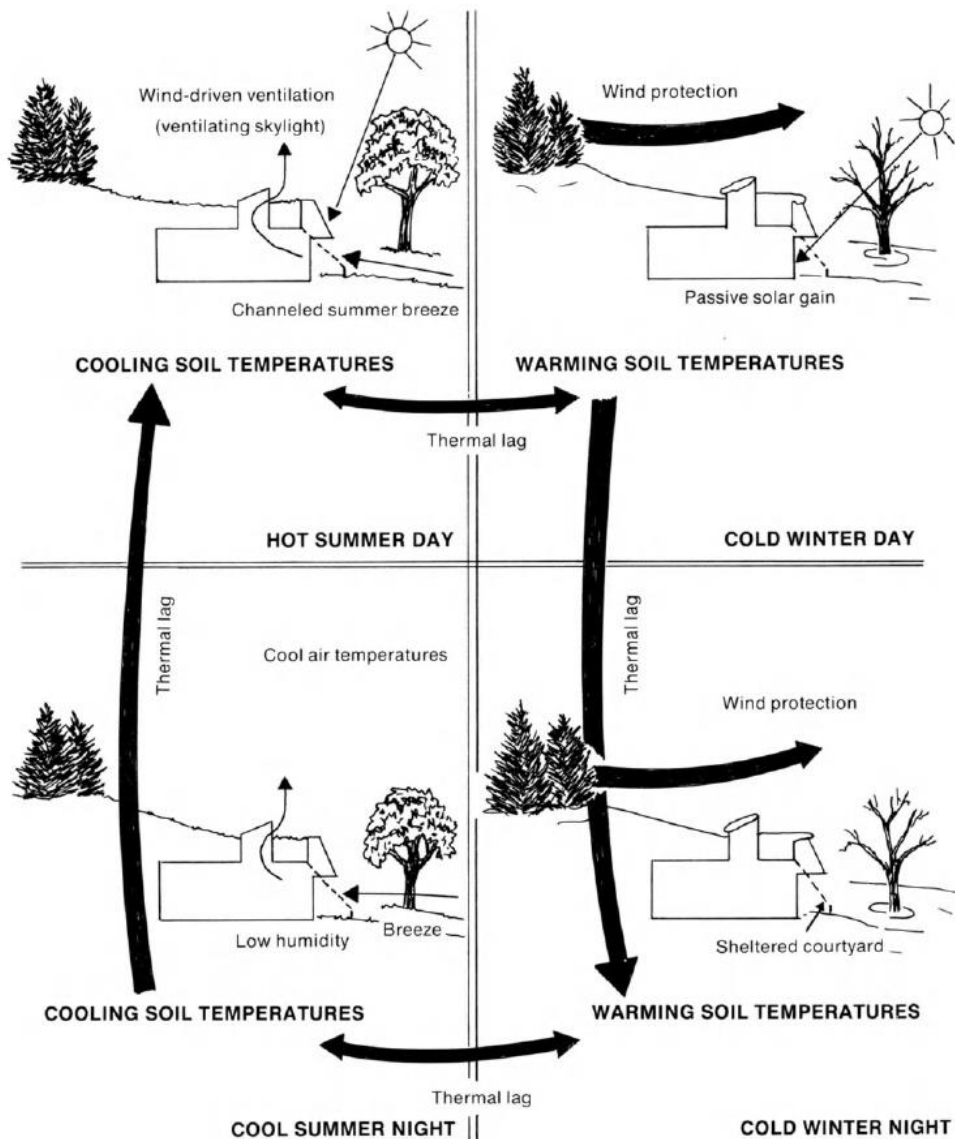 Wind-driven ventilation
(ventilating skylight)
Channeled summer breeze
COOLING SOIL TEMPERATURES
Wind protection
Passive solar gain
WARMING SOIL TEMPERATURES
Thermal lag
HOT SUMMER DAY
COLD WINTER DAY
Thermal lag
Cool air temperatures
Thermal lag
Wind protection
Low humidity
Breeze
Sheltered courtyard
COOLING SOIL TEMPERATURES
WARMING SOIL TEMPERATURES
Thermal lag
COOL SUMMER NIGHT
COLD WINTER NIGHT